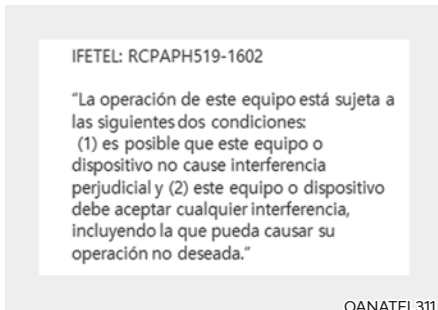 IFETEL: RCPAPH519-1602
“La operación de este equipo está sujeta a
las siguientes dos condiciones:
(1) es posible que este equipo o
dispositivo no cause interferencia
perjudicial y (2) este equipo o dispositivo
debe aceptar cualquier interferencia,
incluyendo la que pueda causar su
operación no deseada.”
OANATEL311